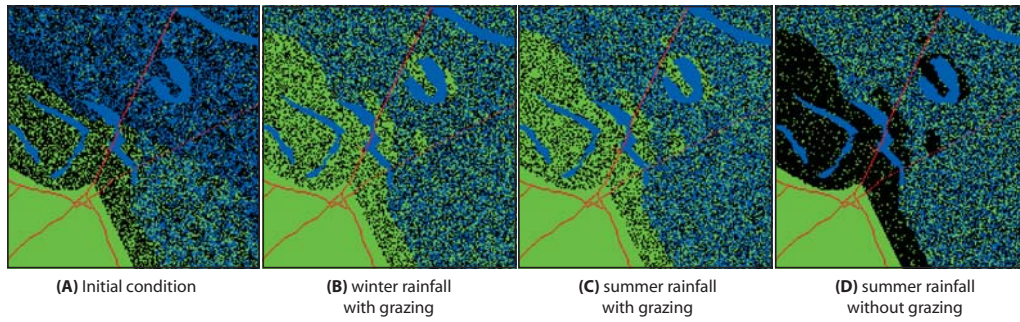 (A) Initial condition
(B) winter rainfall
with grazing
(C) summer rainfall
with grazing
(D) summer rainfall
without grazing